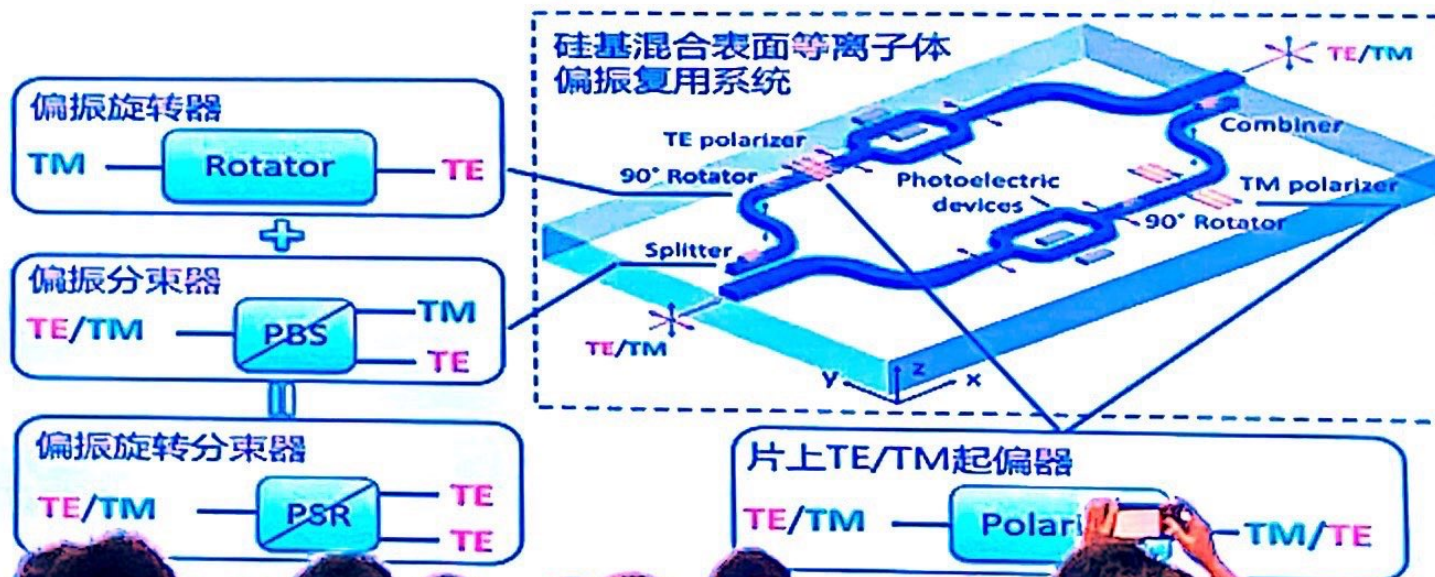 偏振旋转器
TM
Rotator
TE
偏振分束器
TE/TM
PBS
TM
TE
偏振旋转分束器
TE/TM
PSR
TE
TE
硅基混合表面等离子体
偏振复用系统
TE/TM
TE polarizer
Combiner
90° Rotator
Photoelectric
devices
TM polarizer
90° Rotator
Splitter
TE/TM
y
z
x
片上TE/TM起偏器
TE/TM
TM/TE